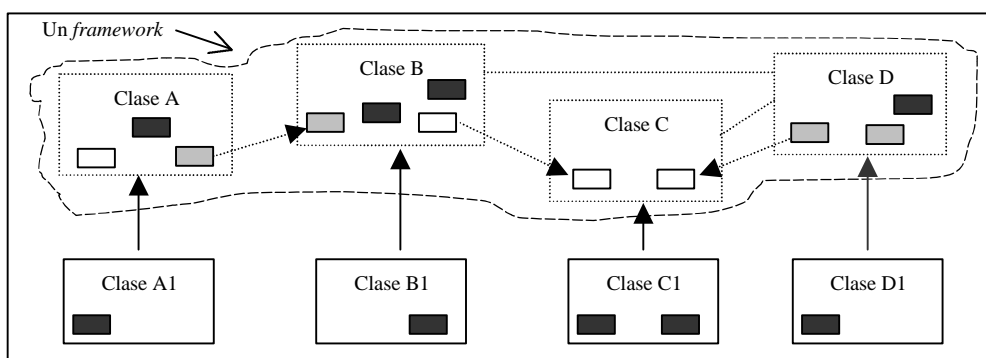 Un framework
Clase A
Clase B
Clase C
Clase D
Clase A1
Clase B1
Clase C1
Clase D1